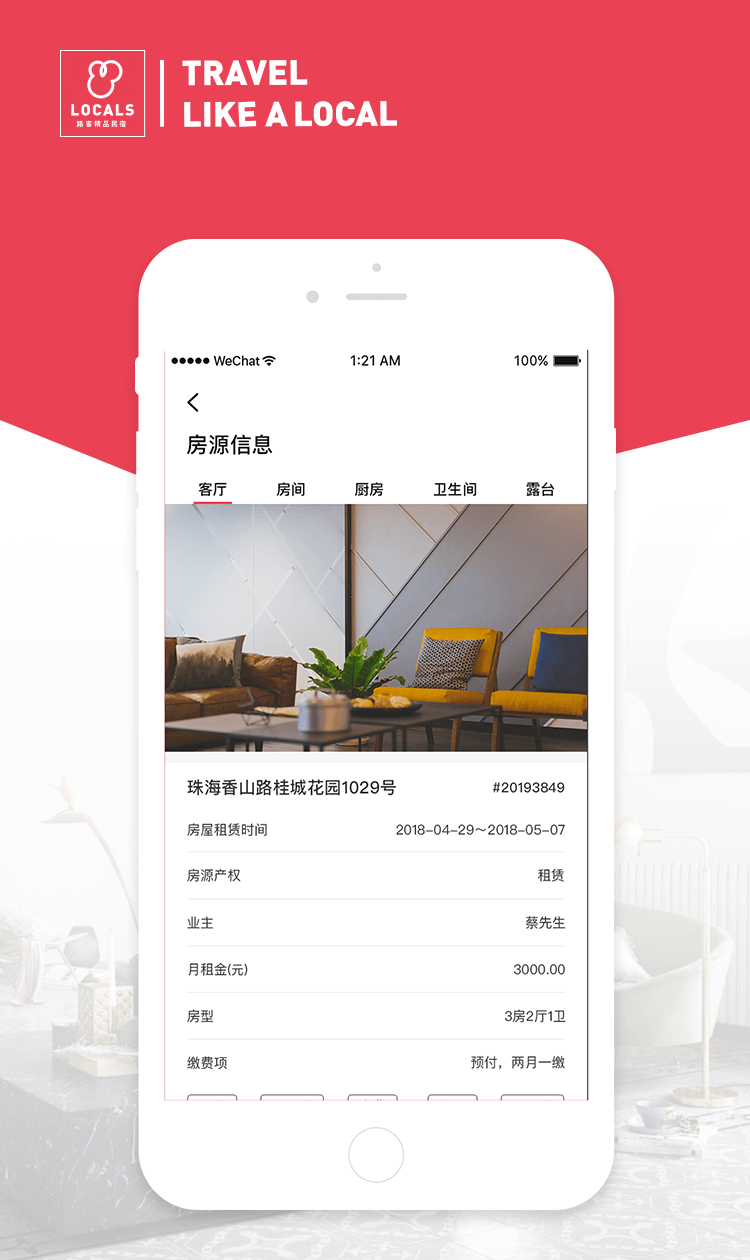 LOCALS
路客精品民宿
TRAVEL
LIKE A LOCAL
WeChat 1:21 AM 100%
房源信息
客厅 房间 厨房 卫生间 露台
珠海香山路桂城花园1029号 #20193849
房屋租赁时间 2018-04-29～2018-05-07
房源产权 租赁
业主 蔡先生
月租金(元) 3000.00
房型 3房2厅1卫
缴费项 预付，两月一缴